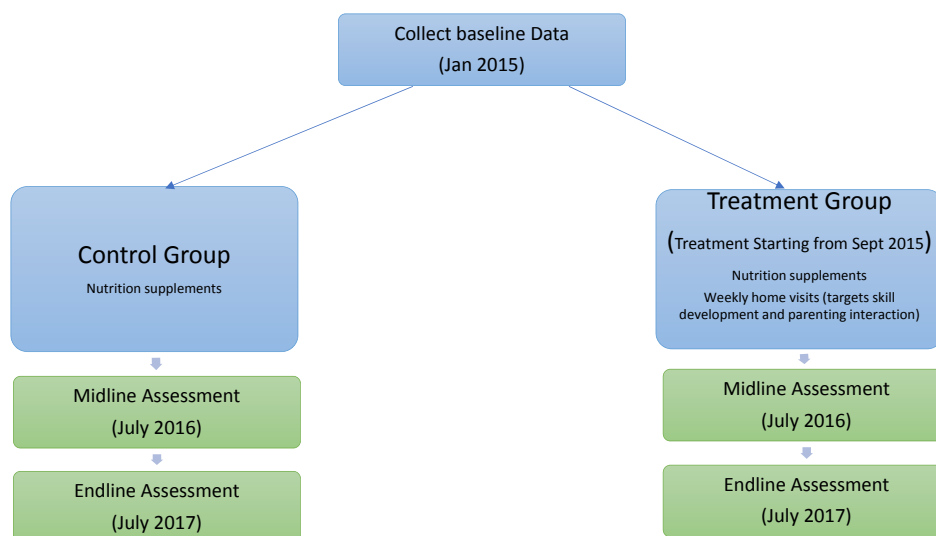 Collect baseline Data
(Jan 2015)
Control Group
Nutrition supplements
Treatment Group
(Treatment Starting from Sept 2015)
Nutrition supplements
Weekly home visits (targets skill
development and parenting interaction)
Midline Assessment
(July 2016)
Midline Assessment
(July 2016)
Endline Assessment
(July 2017)
Endline Assessment
(July 2017)